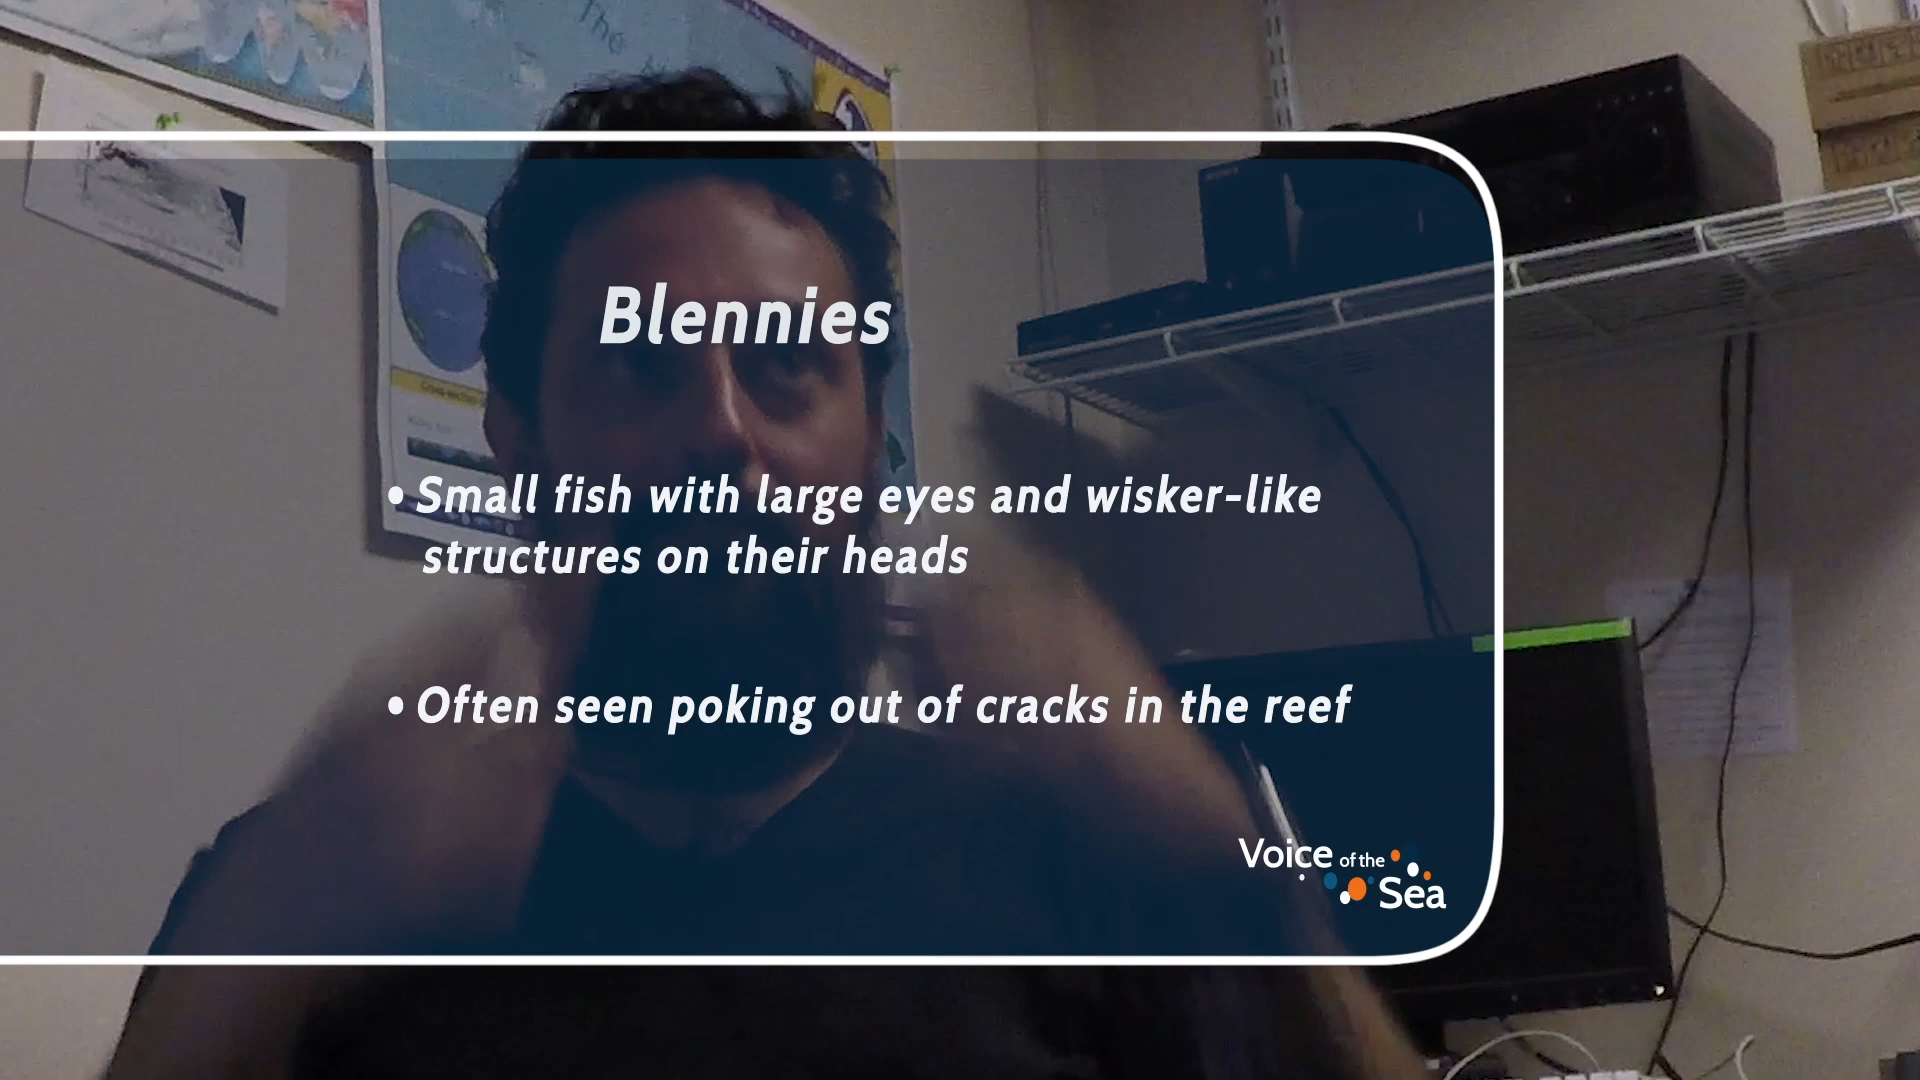 The
Blennies
• Small fish with large eyes and wisker-like
structures on their heads
• Often seen poking out of cracks in the reef
Voice of the
Sea